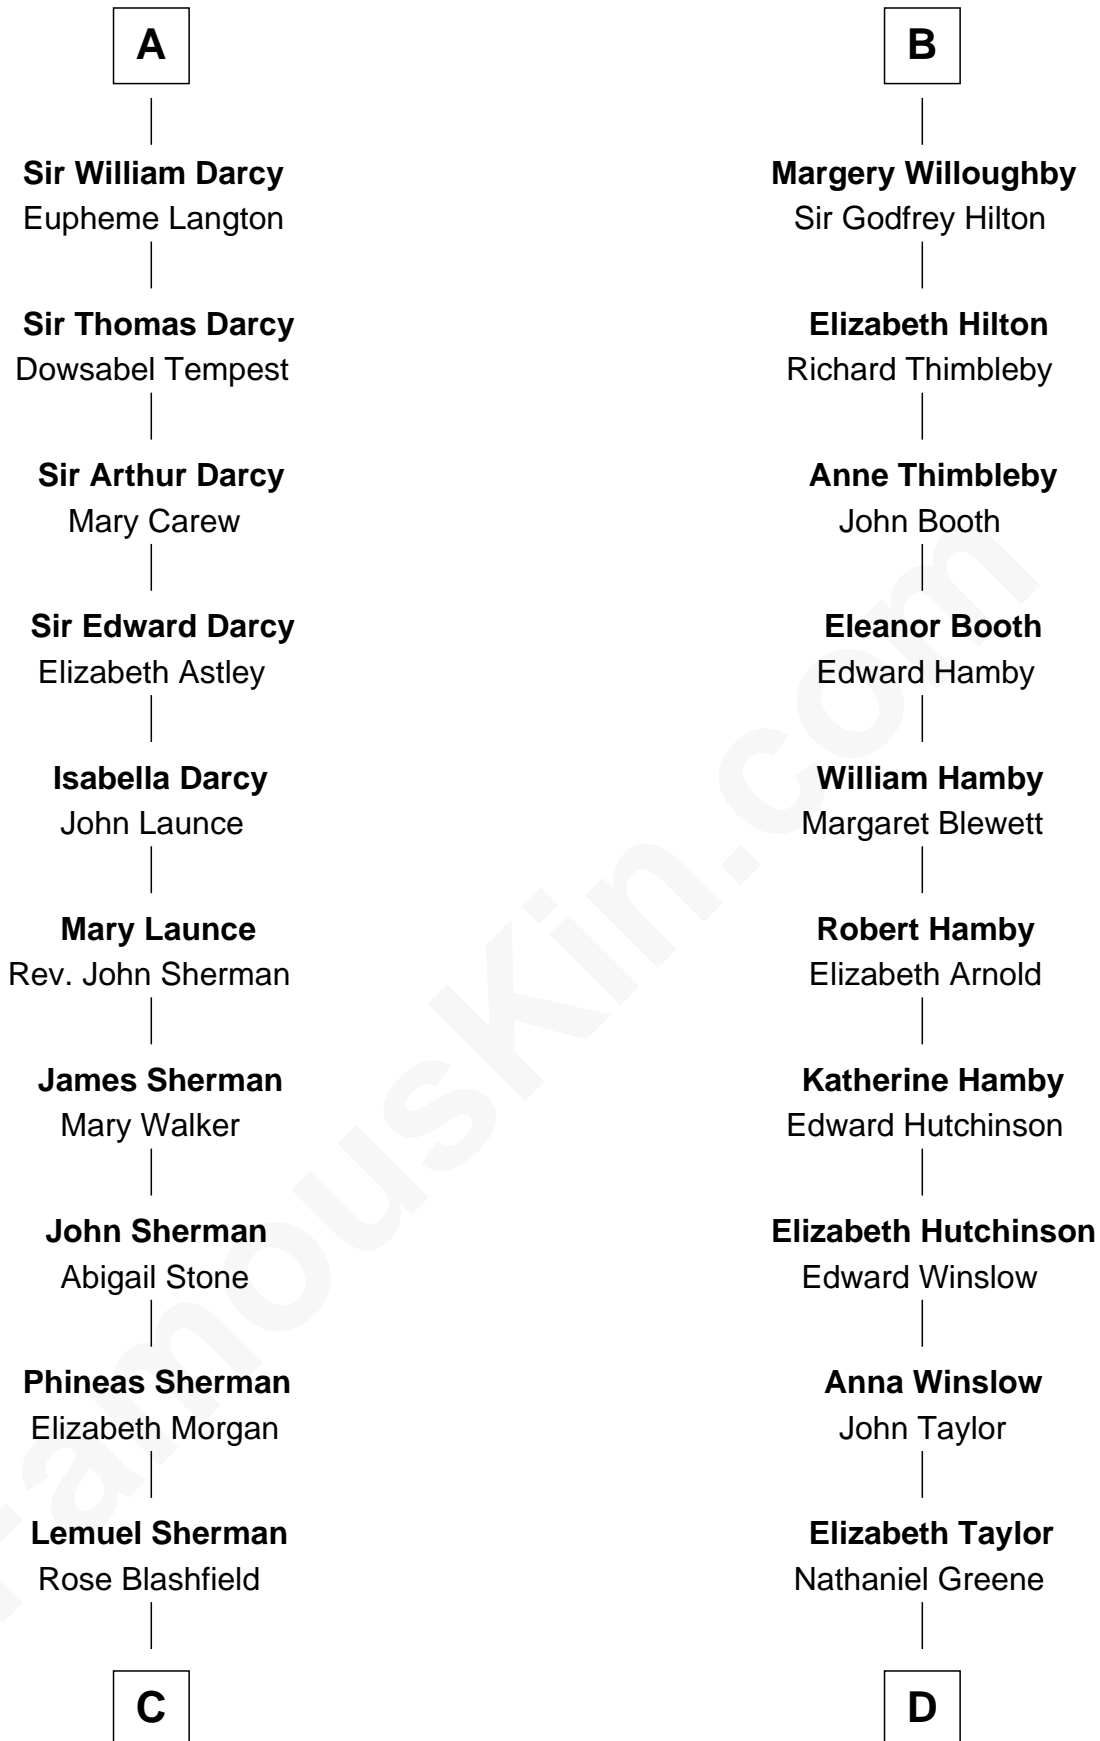 A
Sir William Darcy
Eupheme Langton
Sir Thomas Darcy
Dowsabel Tempest
Sir Arthur Darcy
Mary Carew
Sir Edward Darcy
Elizabeth Astley
Isabella Darcy
John Launce
Mary Launce
Rev. John Sherman
James Sherman
Mary Walker
John Sherman
Abigail Stone
Phineas Sherman
Elizabeth Morgan
Lemuel Sherman
Rose Blashfield
C
B
Margery Willoughby
Sir Godfrey Hilton
Elizabeth Hilton
Richard Thimbleby
Anne Thimbleby
John Booth
Eleanor Booth
Edward Hamby
William Hamby
Margaret Blewett
Robert Hamby
Elizabeth Arnold
Katherine Hamby
Edward Hutchinson
Elizabeth Hutchinson
Edward Winslow
Anna Winslow
John Taylor
Elizabeth Taylor
Nathaniel Greene
D
FamousKin.com